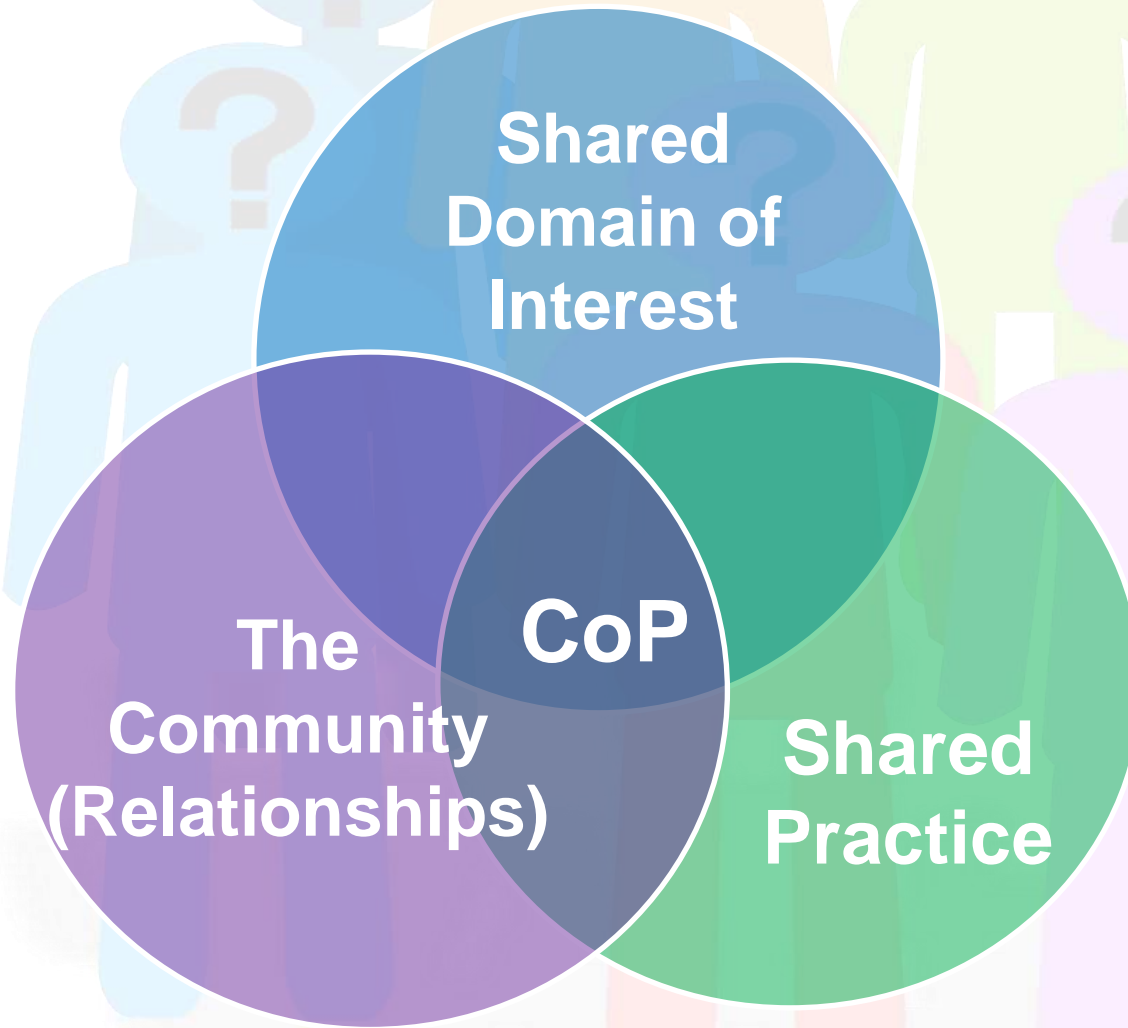 Shared
Domain of
Interest
CoP
The
Community
(Relationships)
Shared
Practice
?
?